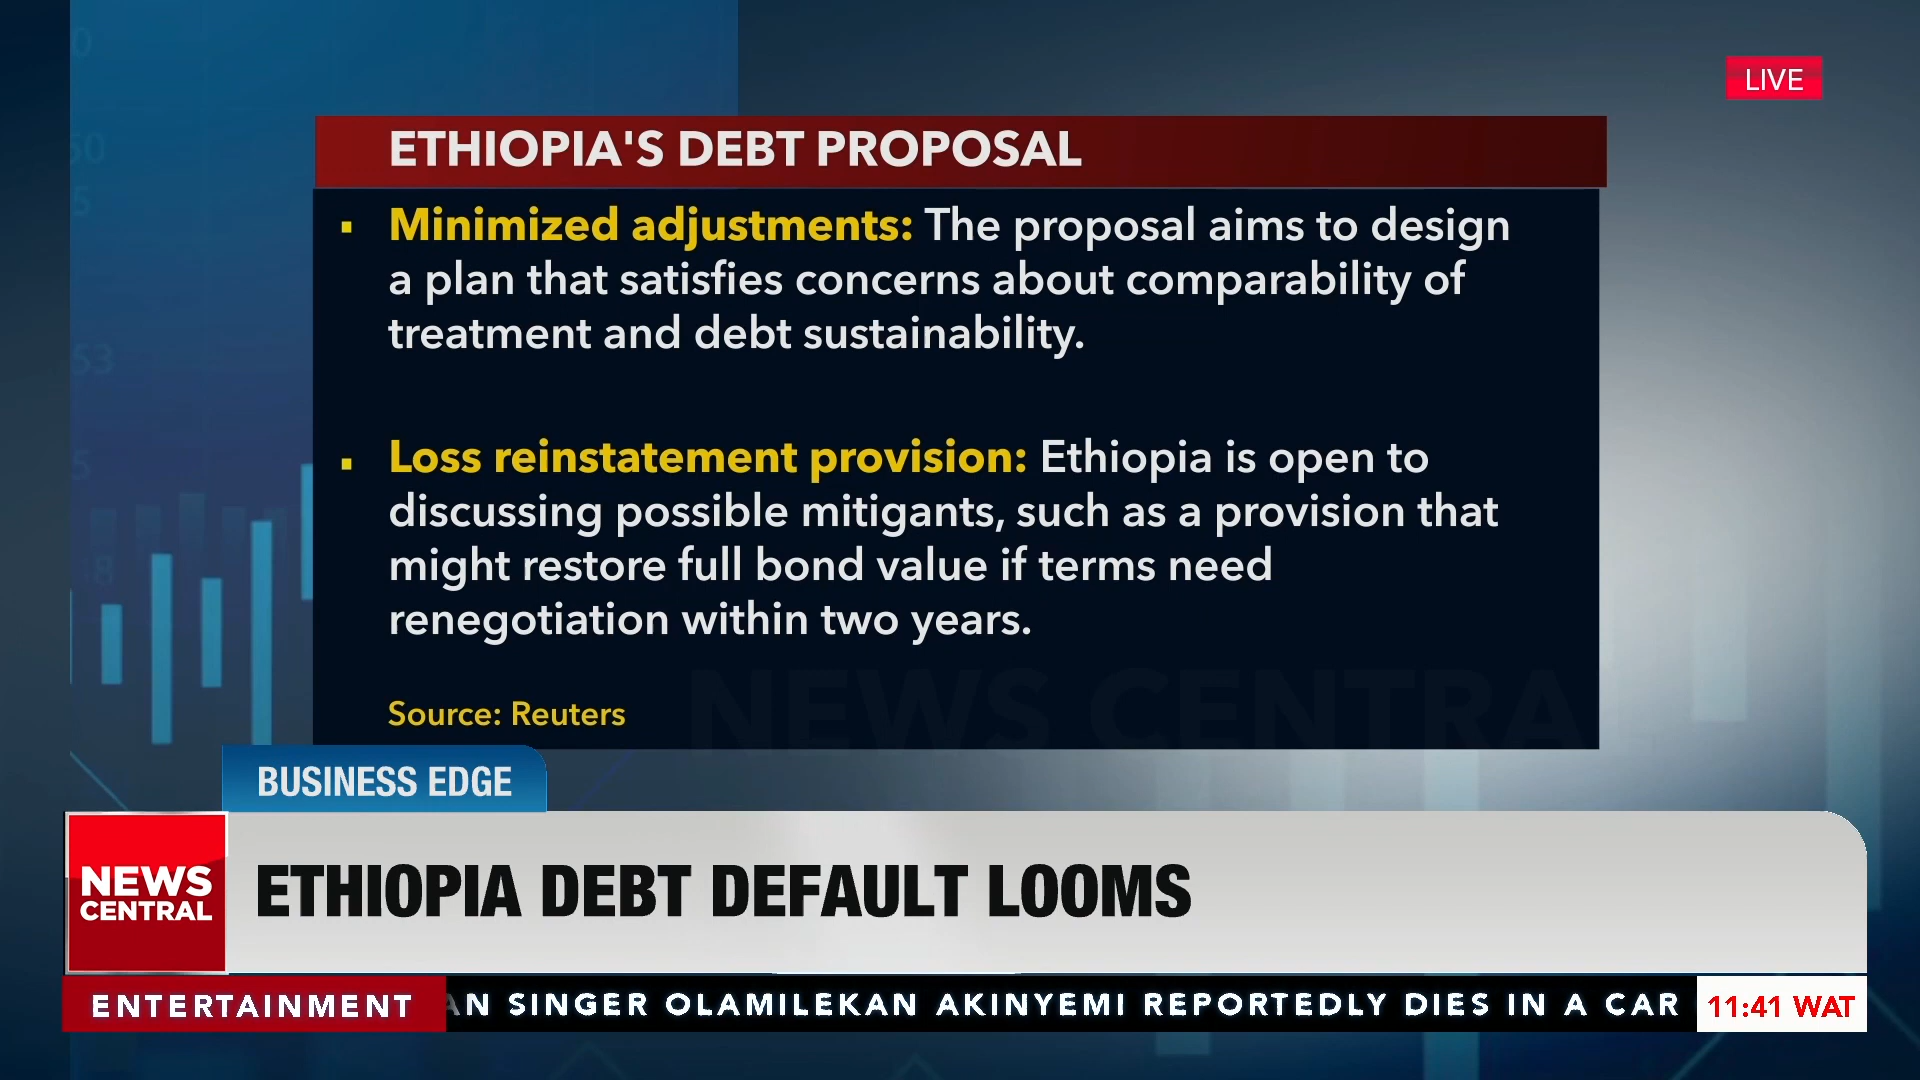 LIVE
ETHIOPIA'S DEBT PROPOSAL
▪ Minimized adjustments: The proposal aims to design
a plan that satisfies concerns about comparability of
treatment and debt sustainability.
▪ Loss reinstatement provision: Ethiopia is open to
discussing possible mitigants, such as a provision that
might restore full bond value if terms need
renegotiation within two years.
Source: Reuters
NEWS CENTRAL
BUSINESS EDGE
NEWS
CENTRAL
ETHIOPIA DEBT DEFAULT LOOMS
ENTERTAINMENT
AN SINGER OLAMILEKAN AKINYEMI REPORTEDLY DIES IN A CAR
11:41 WAT